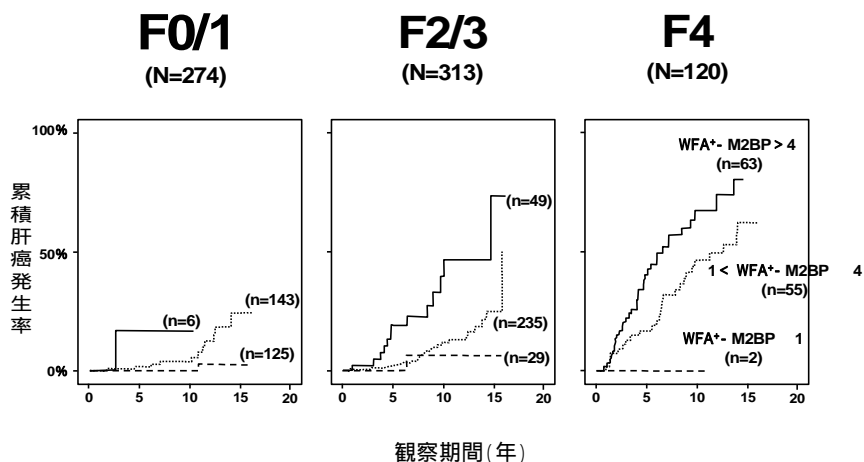 F0/1
(N=274)
F2/3
(N=313)
F4
(N=120)
累積肝癌発生率
100%
50%
0%
(n=6)
(n=143)
(n=125)
0 5 10 15 20
(n=49)
(n=235)
(n=29)
0 5 10 15 20
WFA⁺- M2BP > 4
(n=63)
1 < WFA⁺- M2BP 4
(n=55)
WFA⁺- M2BP 1
(n=2)
0 5 10 15 20
観察期間(年)